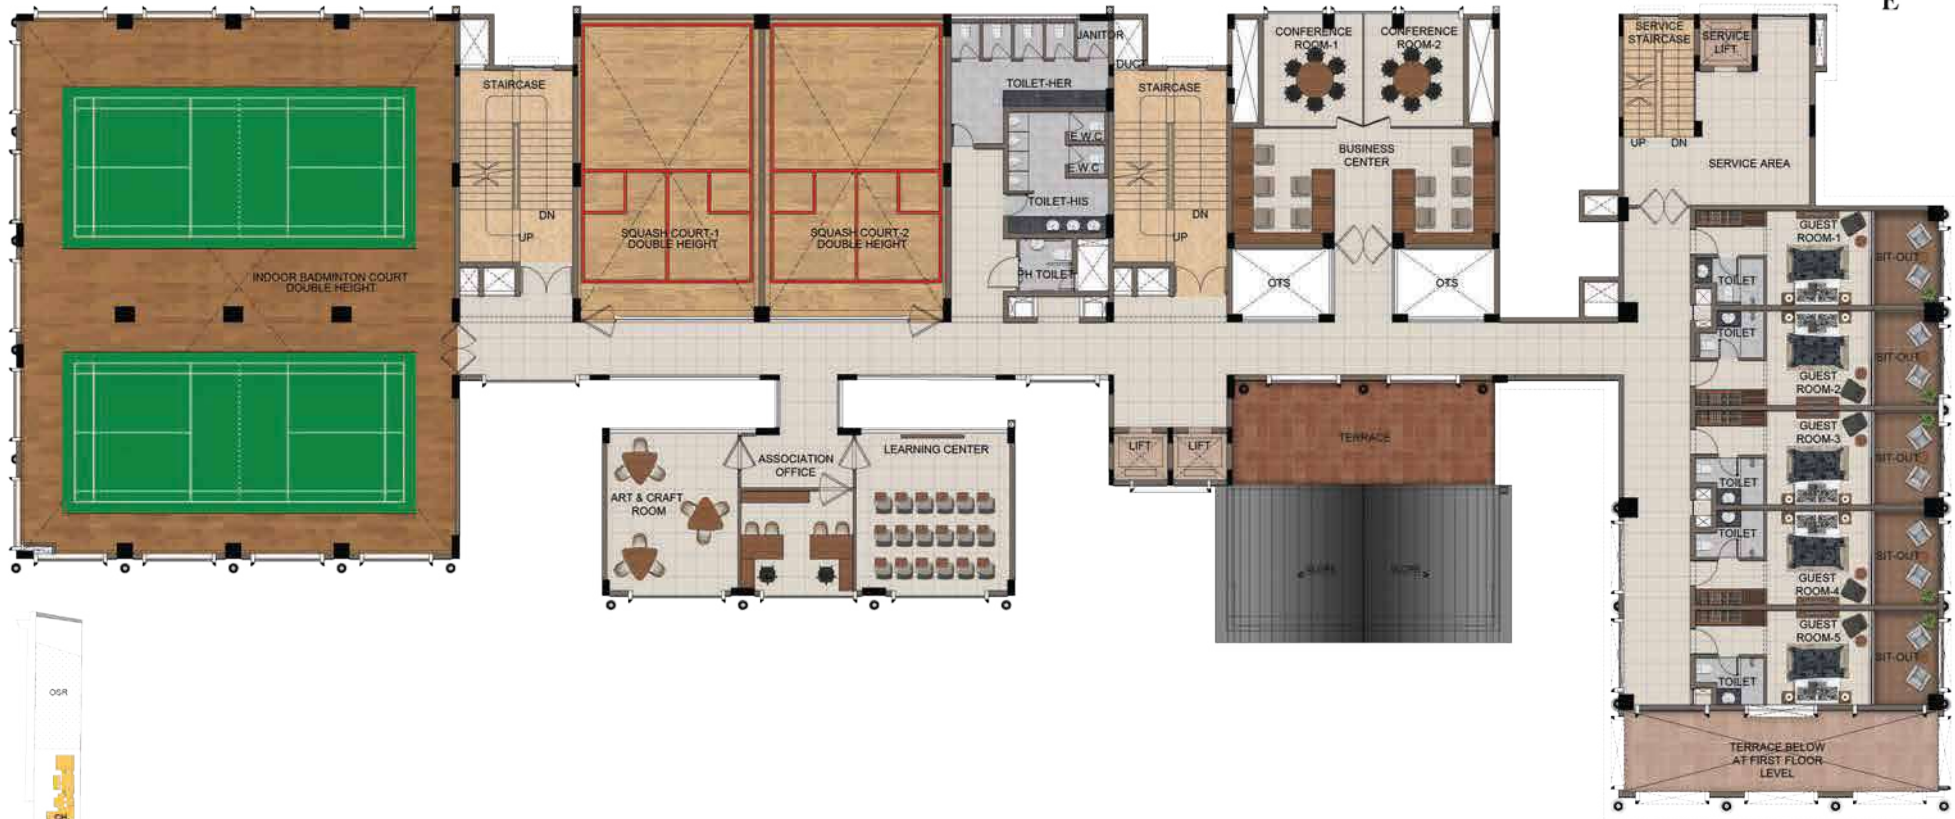 E
STAIRCASE
DN
UP
INDOOR BADMINTON COURT
DOUBLE HEIGHT
SQUASH COURT-1
DOUBLE HEIGHT
SQUASH COURT-2
DOUBLE HEIGHT
JANITOR
DUCT
TOILET-HER
E.W.C
E.W.C
TOILET-HIS
PH TOILET
STAIRCASE
DN
UP
CONFERENCE
ROOM-1
CONFERENCE
ROOM-2
BUSINESS
CENTER
OTS
OTS
SERVICE
STAIRCASE
SERVICE
LIFT
UP
DN
SERVICE AREA
GUEST
ROOM-1
SIT-OUT
TOILET
TOILET
SIT-OUT
GUEST
ROOM-2
GUEST
ROOM-3
SIT-OUT
TOILET
TOILET
SIT-OUT
GUEST
ROOM-4
GUEST
ROOM-5
SIT-OUT
TOILET
TERRACE BELOW
AT FIRST FLOOR
LEVEL
ART & CRAFT
ROOM
ASSOCIATION
OFFICE
LEARNING CENTER
LIFT
LIFT
TERRACE
SLOPE
SLOPE
OSR
CH